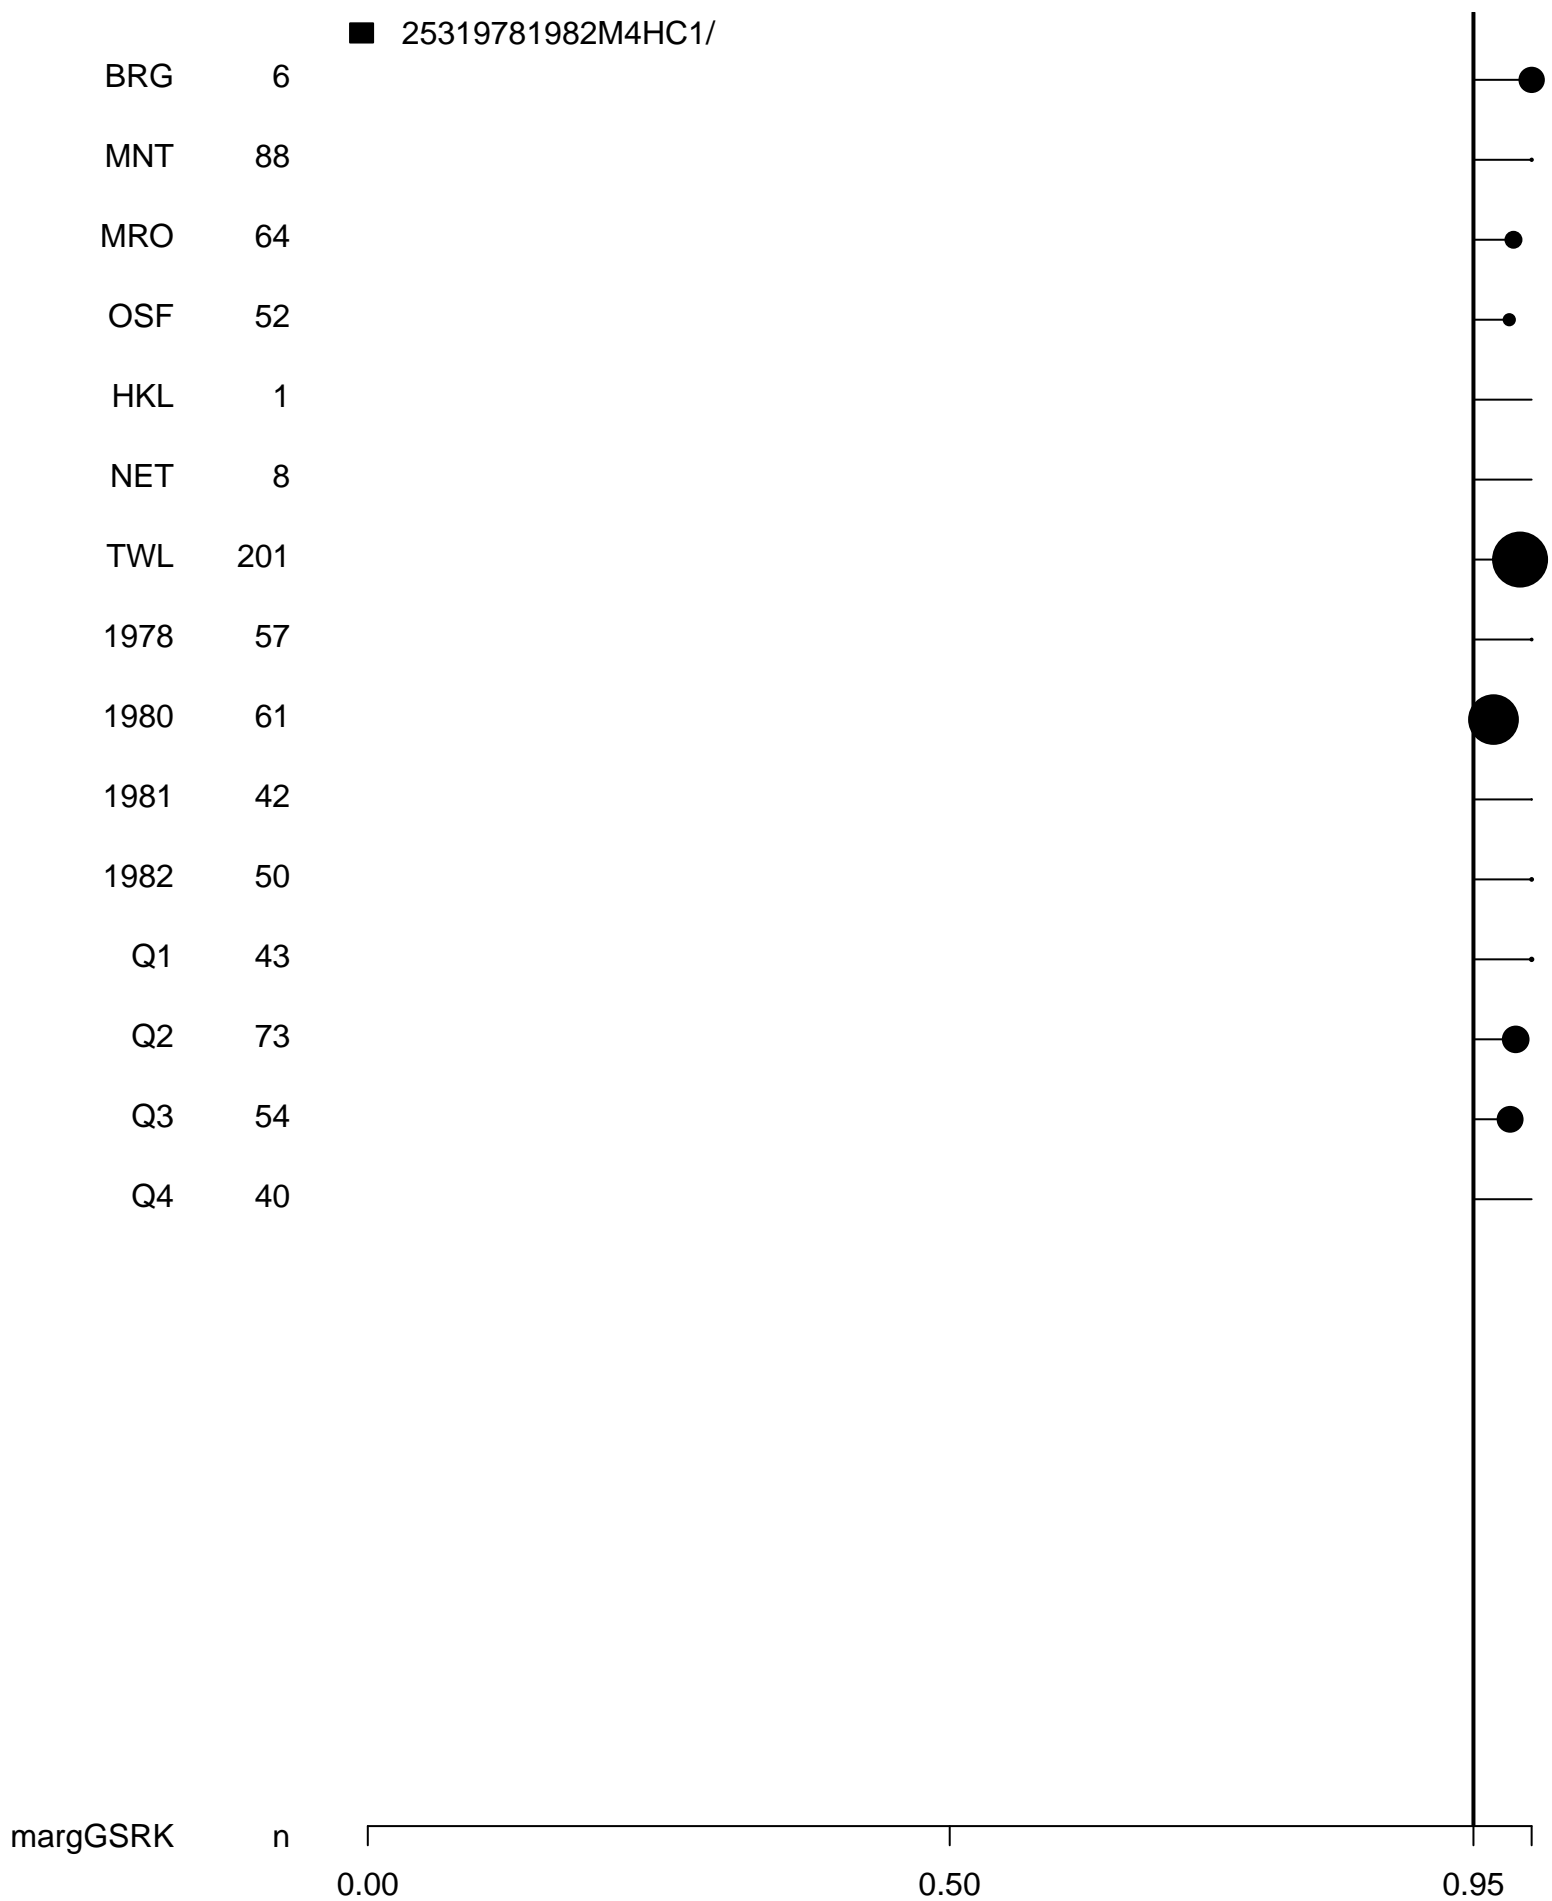 25319781982M4HC1/
BRG 6
MNT 88
MRO 64
OSF 52
HKL 1
NET 8
TWL 201
1978 57
1980 61
1981 42
1982 50
Q1 43
Q2 73
Q3 54
Q4 40
margGSRK n
0.00 0.50 0.95